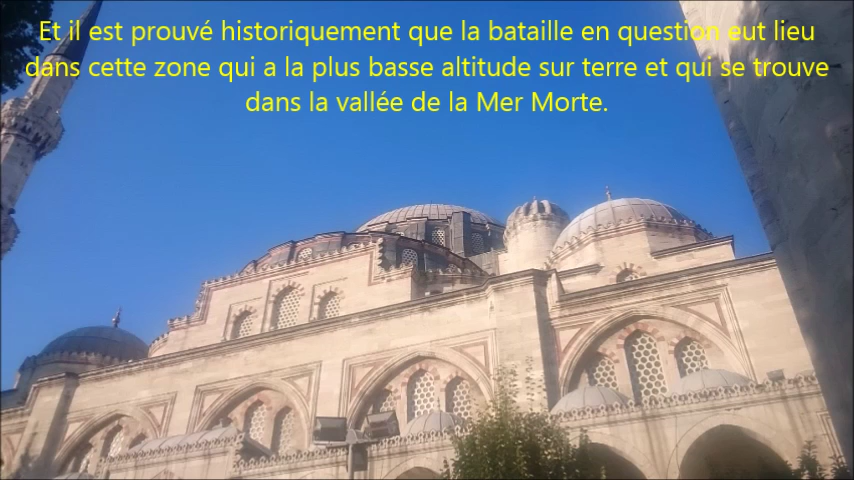 Et il est prouvé historiquement que la bataille en question eut lieu
dans cette zone qui a la plus basse altitude sur terre et qui se trouve
dans la vallée de la Mer Morte.